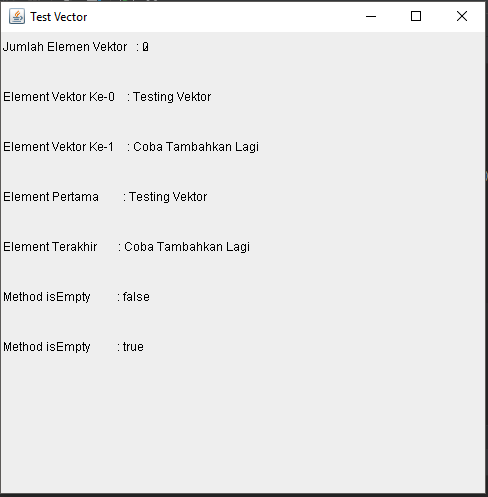 Test Vector
Jumlah Elemen Vektor : 
Element Vektor Ke-0 : Testing Vektor
Element Vektor Ke-1 : Coba Tambahkan Lagi
Element Pertama : Testing Vektor
Element Terakhir : Coba Tambahkan Lagi
Method isEmpty : false
Method isEmpty : true